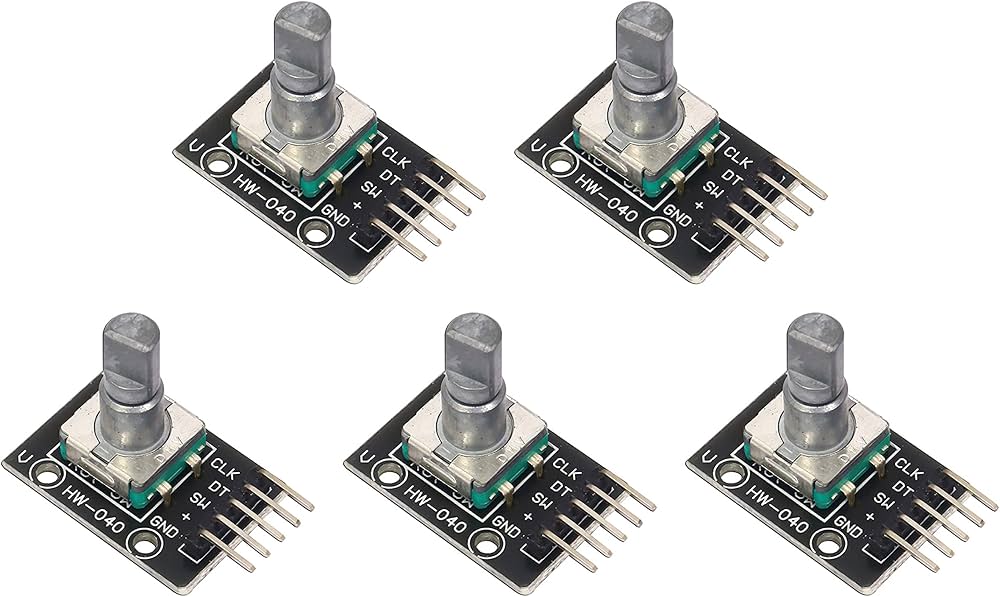 CLK
DT
SW
+
GND
HW-040
CLK
DT
SW
+
GND
HW-040
CLK
DT
SW
+
GND
HW-040
CLK
DT
SW
+
GND
HW-040
CLK
DT
SW
+
GND
HW-040